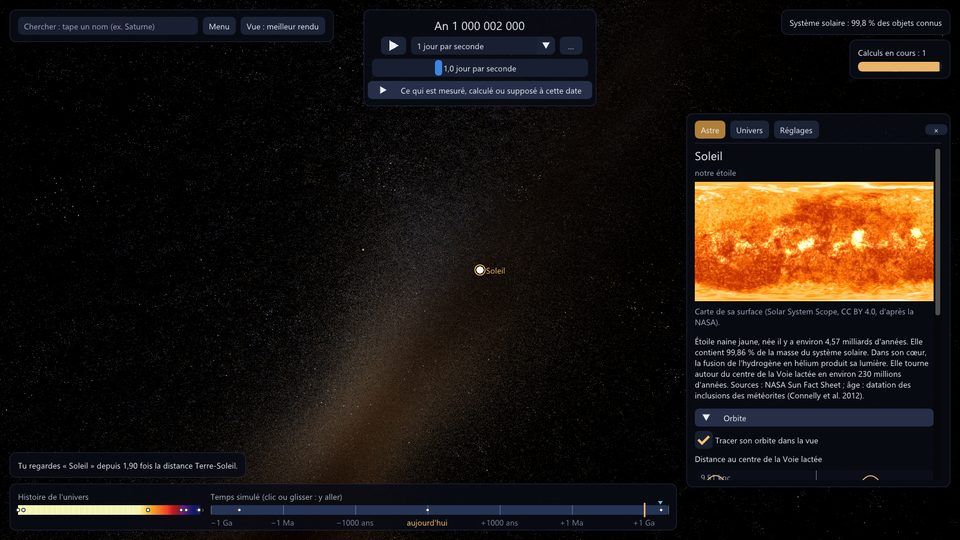 Chercher : tape un nom (ex. Saturne)
Menu
Vue : meilleur rendu
An 1 000 002 000
1 jour par seconde
...
1,0 jour par seconde
Ce qui est mesuré, calculé ou supposé à cette date
Système solaire : 99,8 % des objets connus
Calculs en cours : 1
Astre
Univers
Réglages
×
Soleil
notre étoile
Carte de sa surface (Solar System Scope, CC BY 4.0, d'après la
NASA).
Étoile naine jaune, née il y a environ 4,57 milliards d'années. Elle
contient 99,86 % de la masse du système solaire. Dans son cœur,
la fusion de l'hydrogène en hélium produit sa lumière. Elle tourne
autour du centre de la Voie lactée en environ 230 millions
d'années. Sources : NASA Sun Fact Sheet ; âge : datation des
inclusions des météorites (Connelly et al. 2012).
Orbite
Tracer son orbite dans la vue
Distance au centre de la Voie lactée
Soleil
Tu regardes « Soleil » depuis 1,90 fois la distance Terre-Soleil.
Histoire de l'univers
Temps simulé (clic ou glisser : y aller)
−1 Ga
−1 Ma
−1000 ans
aujourd'hui
+1000 ans
+1 Ma
+1 Ga